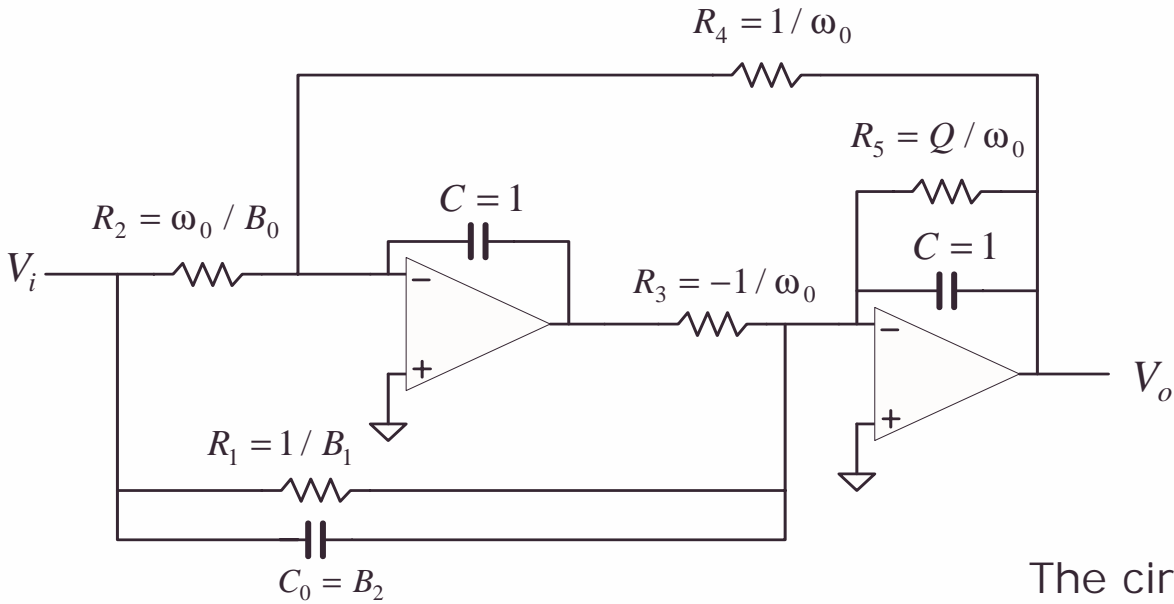 R₄ = 1 / ω₀
R₅ = Q / ω₀
C = 1
R₂ = ω₀ / B₀
C = 1
Vᵢ
R₃ = −1 / ω₀
−
−
+
Vₒ
+
R₁ = 1 / B₁
C₀ = B₂
The cir